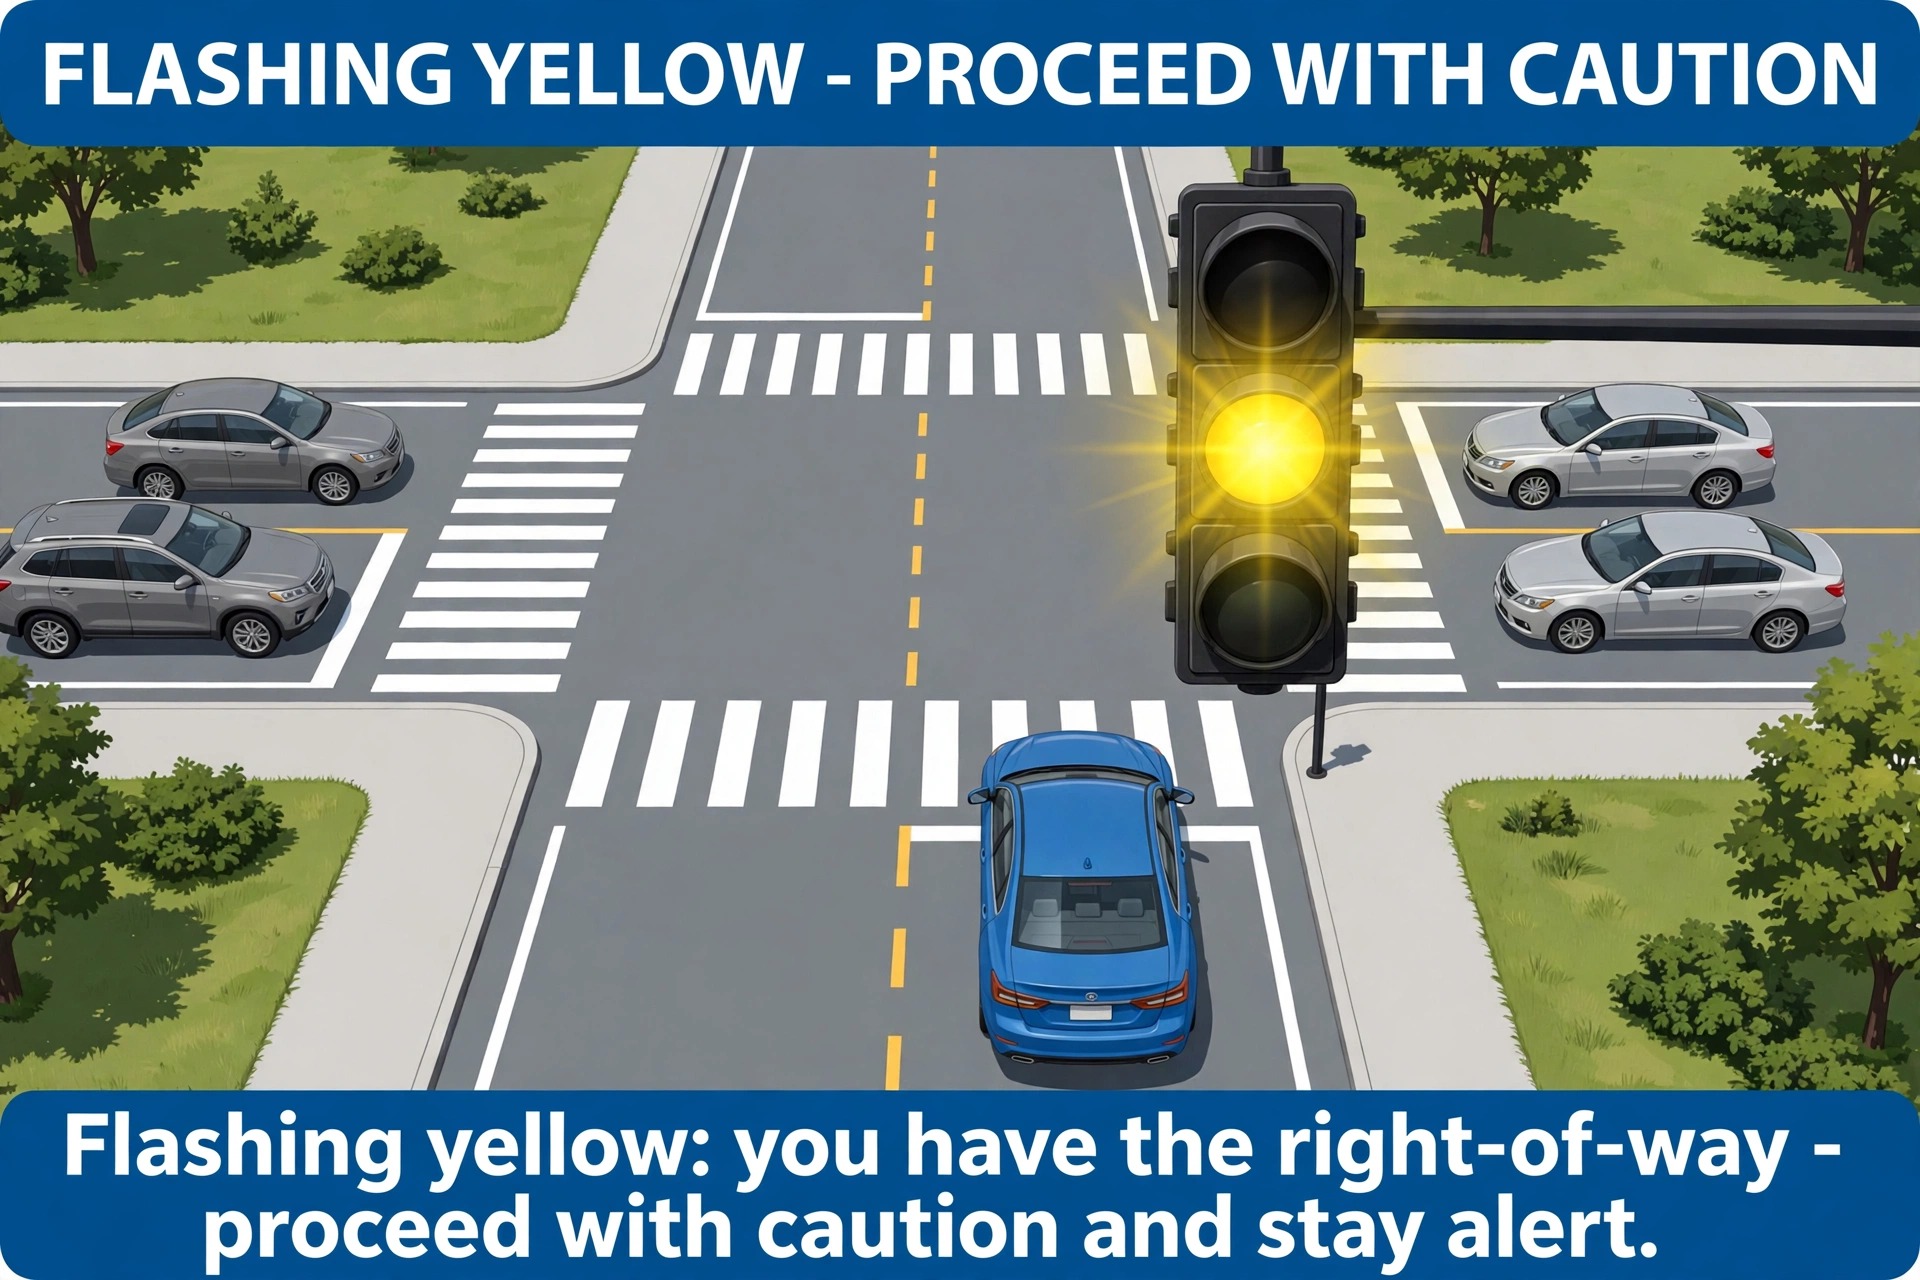 FLASHING YELLOW - PROCEED WITH CAUTION
Flashing yellow: you have the right-of-way -
proceed with caution and stay alert.